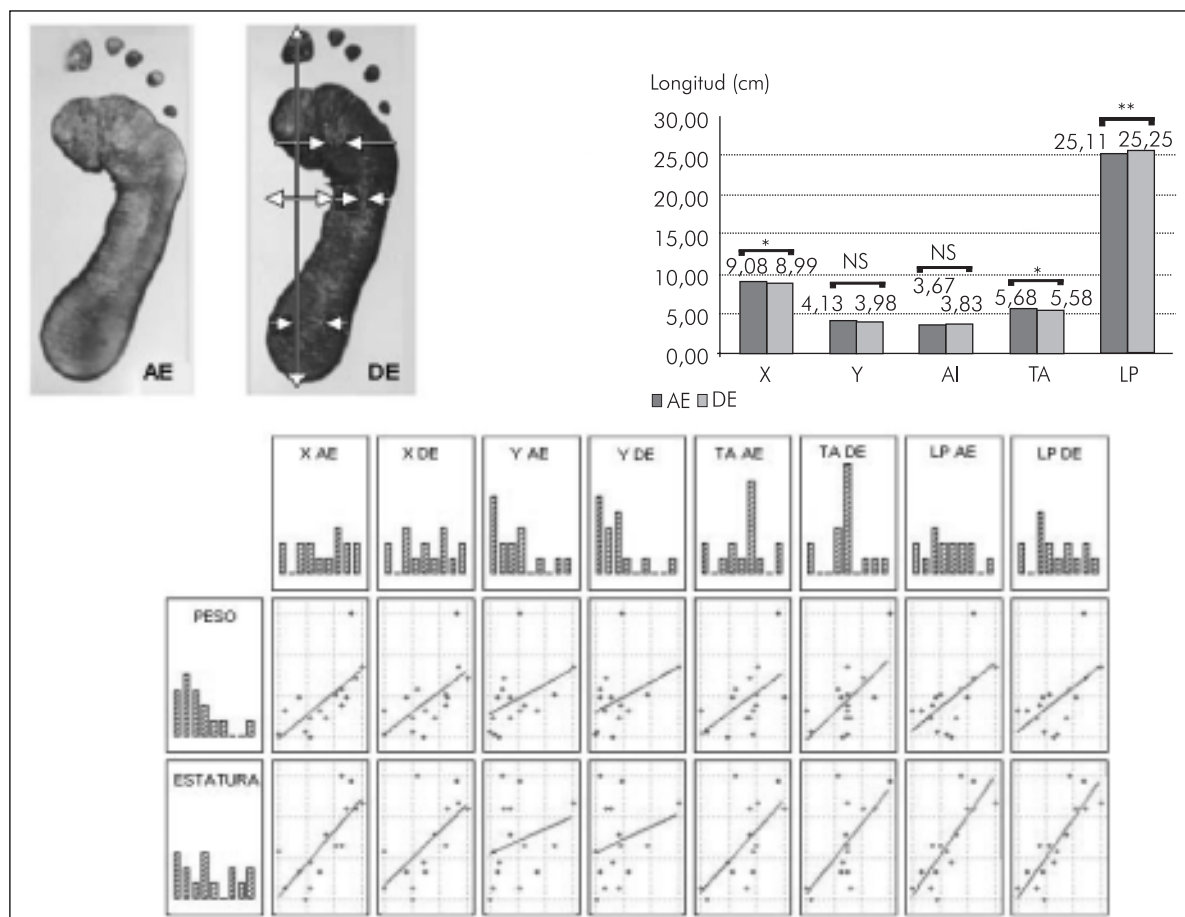 AE
DE
Longitud (cm)
30,00
25,00
20,00
15,00
10,00
5,00
0,00
*
9,08 8,99
NS
4,13 3,98
NS
3,67
3,83
*
5,68 5,58
**
25,11 25,25
X Y AI TA LP
AE DE
X AE X DE Y AE Y DE TA AE TA DE LP AE LP DE
PESO
ESTATURA